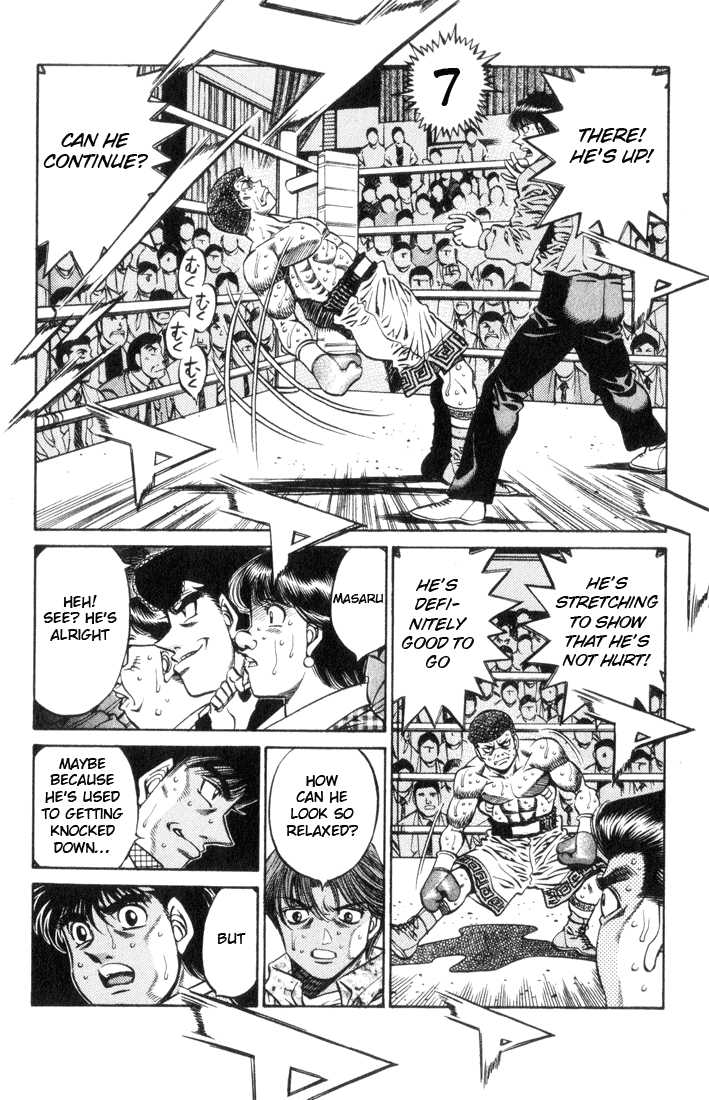 7
THERE!
HE'S UP!
CAN HE
CONTINUE?
むくむく
むくむく
HE'S
STRETCHING
TO SHOW
THAT HE'S
NOT HURT!
HE'S
DEFI-
NITELY
GOOD TO
GO
MASARU
HEH!
SEE? HE'S
ALRIGHT
HOW
CAN HE
LOOK SO
RELAXED?
MAYBE
BECAUSE
HE'S USED
TO GETTING
KNOCKED
DOWN...
BUT